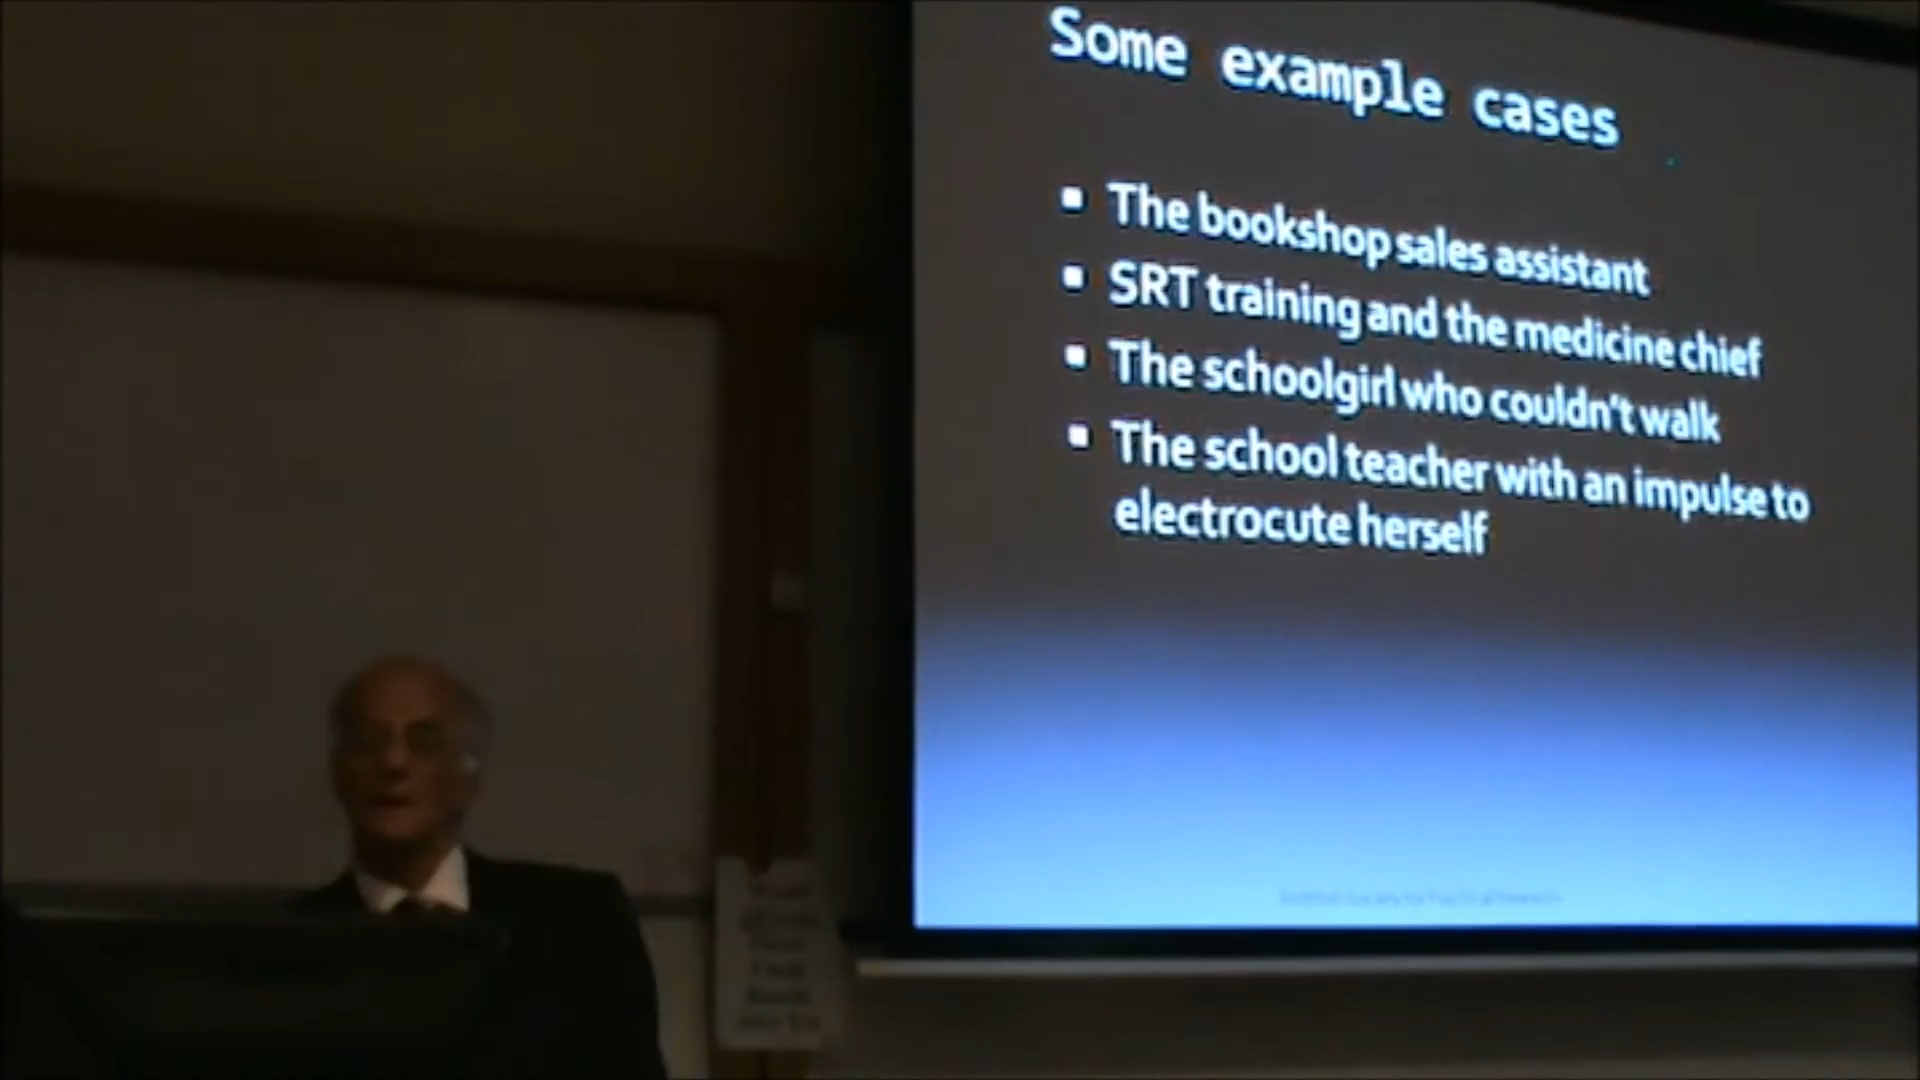 Some example cases
The bookshop sales assistant
SRT training and the medicine chief
The schoolgirl who couldn't walk
The school teacher with an impulse to
electrocute herself